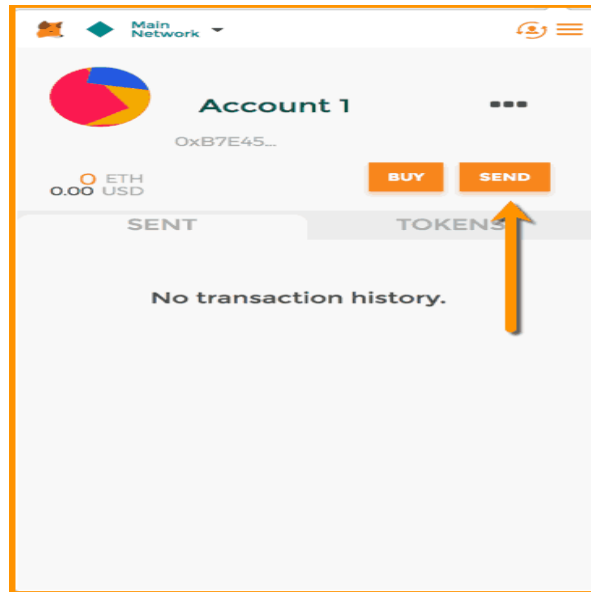 Main
Network
Account 1
0xB7E45...
0 ETH
0.00 USD
BUY
SEND
SENT
TOKENS
No transaction history.